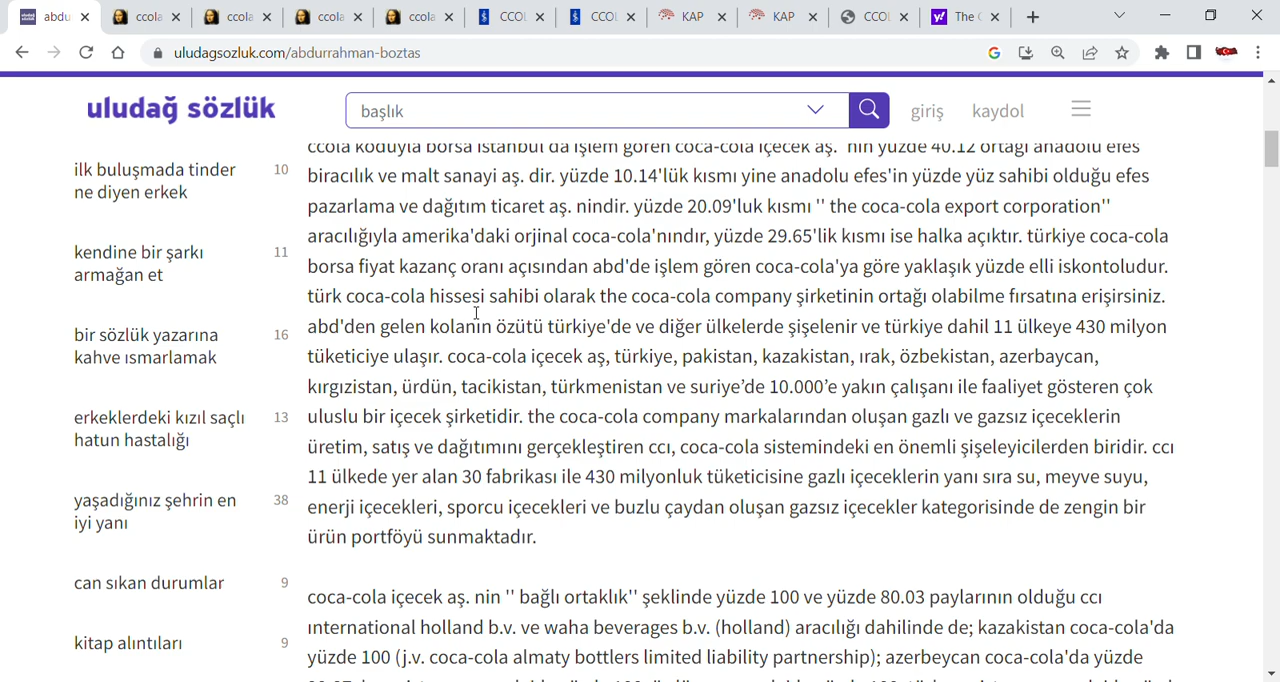 abdu
ccola
ccola
ccola
ccola
CCOL
CCOL
KAP
KAP
CCOL
The
uludagsozluk.com/abdurrahman-boztas
uludağ sözlük
başlık
giriş
kaydol
ilk buluşmada tinder 10
ne diyen erkek
kendine bir şarkı 11
armağan et
bir sözlük yazarına 16
kahve ısmarlamak
erkeklerdeki kızıl saçlı 13
hatun hastalığı
yaşadığınız şehrin en 38
iyi yanı
can sıkan durumlar 9
kitap alıntıları 9
ccola koduyla borsa istanbul'da işlem gören coca-cola içecek aş. 'nin yüzde 40.12 ortağı anadolu efes
biracılık ve malt sanayi aş. dir. yüzde 10.14'lük kısmı yine anadolu efes'in yüzde yüz sahibi olduğu efes
pazarlama ve dağıtım ticaret aş. nindir. yüzde 20.09'luk kısmı '' the coca-cola export corporation''
aracılığıyla amerika'daki orjinal coca-cola'nındır, yüzde 29.65'lik kısmı ise halka açıktır. türkiye coca-cola
borsa fiyat kazanç oranı açısından abd'de işlem gören coca-cola'ya göre yaklaşık yüzde elli iskontoludur.
türk coca-cola hissesi sahibi olarak the coca-cola company şirketinin ortağı olabilme fırsatına erişirsiniz.
abd'den gelen kolanın özütü türkiye'de ve diğer ülkelerde şişelenir ve türkiye dahil 11 ülkeye 430 milyon
tüketiciye ulaşır. coca-cola içecek aş, türkiye, pakistan, kazakistan, ırak, özbekistan, azerbaycan,
kırgızistan, ürdün, tacikistan, türkmenistan ve suriye’de 10.000’e yakın çalışanı ile faaliyet gösteren çok
uluslu bir içecek şirketidir. the coca-cola company markalarından oluşan gazlı ve gazsız içeceklerin
üretim, satış ve dağıtımını gerçekleştiren ccı, coca-cola sistemindeki en önemli şişeleyicilerden biridir. ccı
11 ülkede yer alan 30 fabrikası ile 430 milyonluk tüketicisine gazlı içeceklerin yanı sıra su, meyve suyu,
enerji içecekleri, sporcu içecekleri ve buzlu çaydan oluşan gazsız içecekler kategorisinde de zengin bir
ürün portföyü sunmaktadır.
coca-cola içecek aş. nin '' bağlı ortaklık'' şeklinde yüzde 100 ve yüzde 80.03 paylarının olduğu ccı
ınternational holland b.v. ve waha beverages b.v. (holland) aracılığı dahilinde de; kazakistan coca-cola'da
yüzde 100 (j.v. coca-cola almaty bottlers limited liability partnership); azerbeycan coca-cola'da yüzde